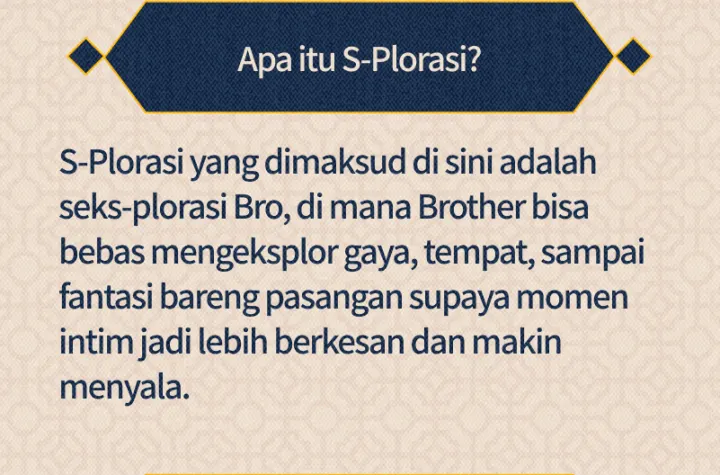 Apa itu S-Plorasi?
S-Plorasi yang dimaksud di sini adalah
seks-plorasi Bro, di mana Brother bisa
bebas mengeksplor gaya, tempat, sampai
fantasi bareng pasangan supaya momen
intim jadi lebih berkesan dan makin
menyala.